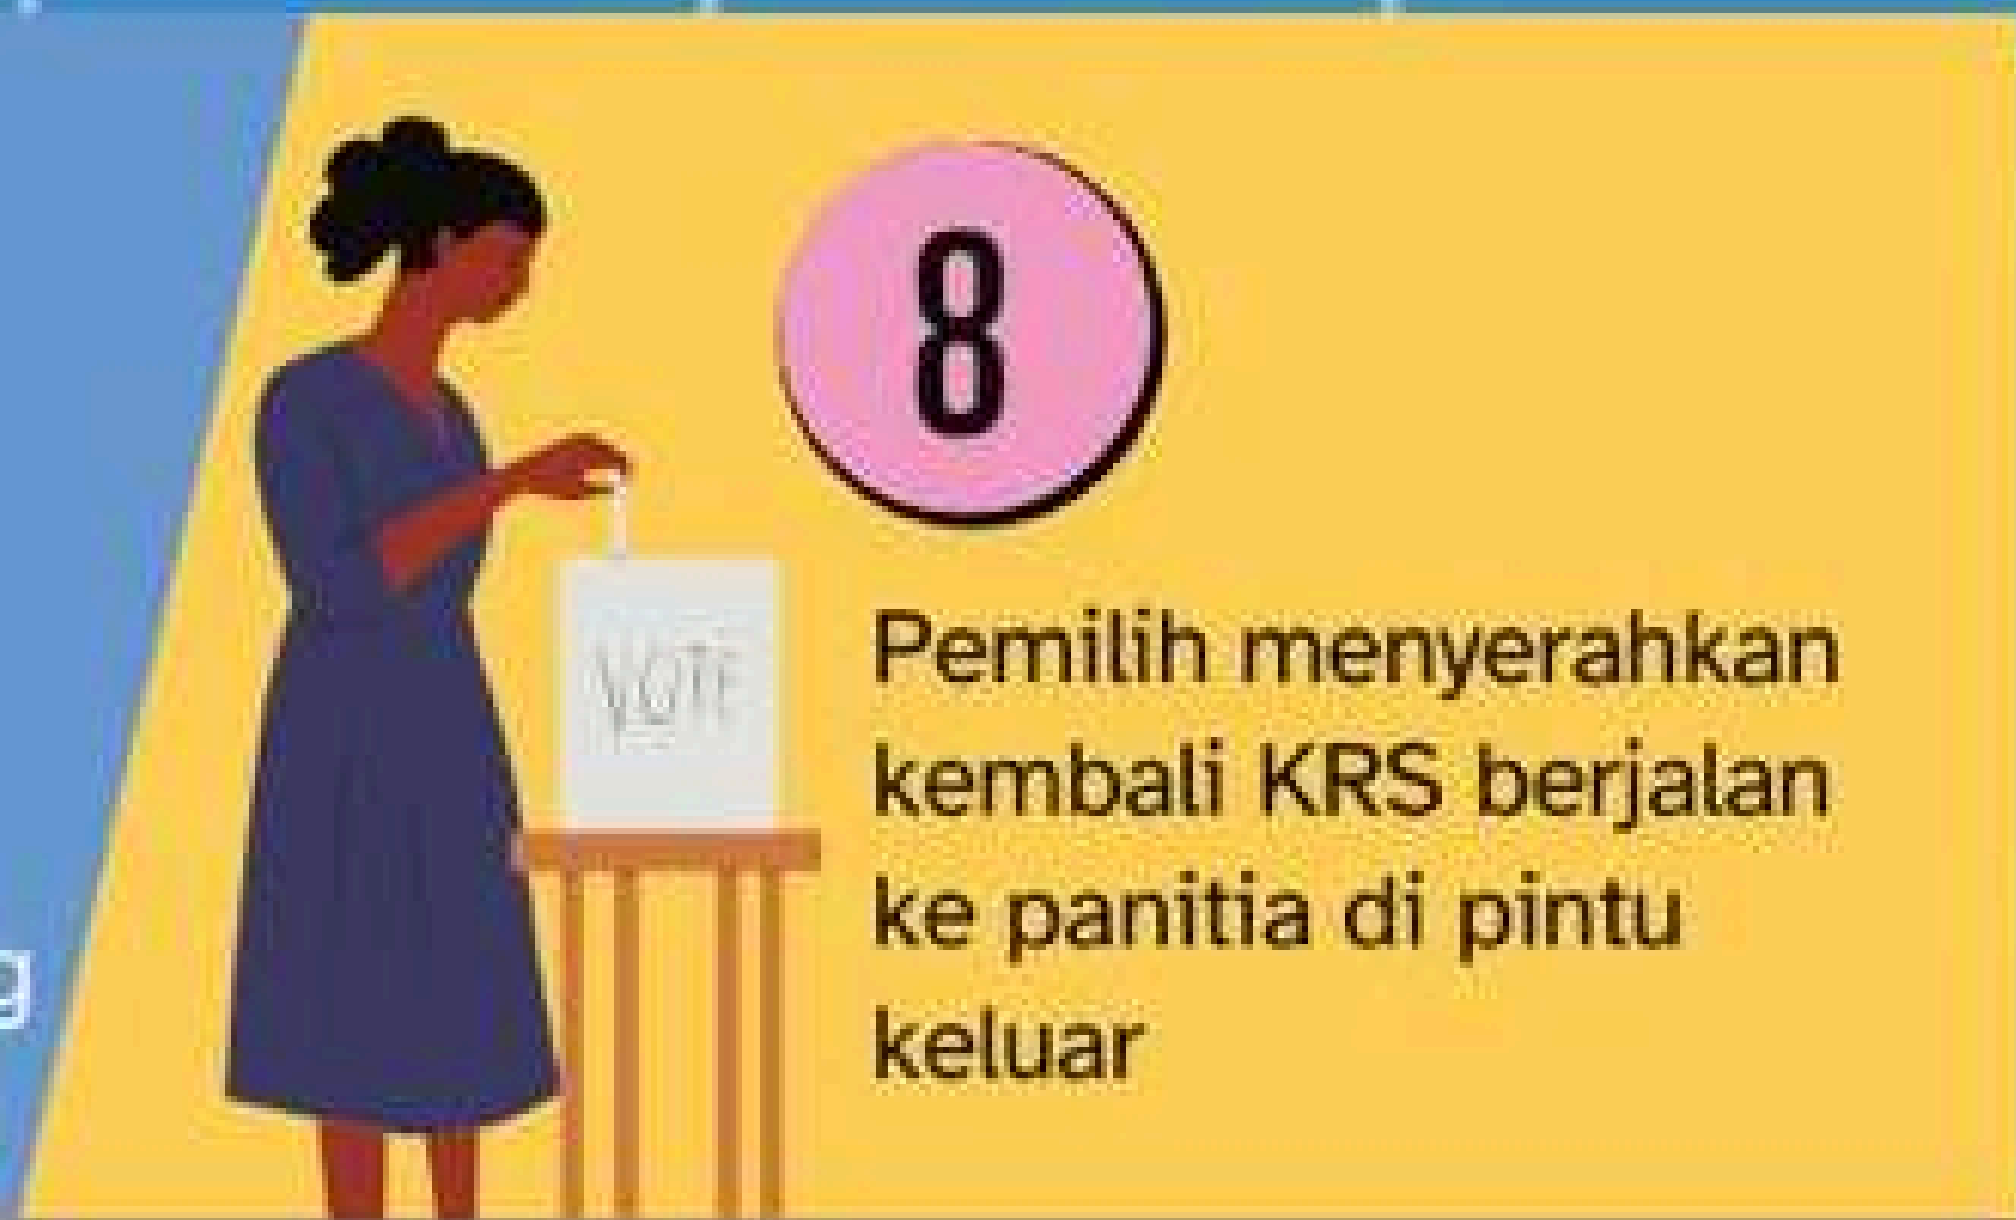 8
VOTE
Pemilih menyerahkan
kembali KRS berjalan
ke panitia di pintu
keluar
g